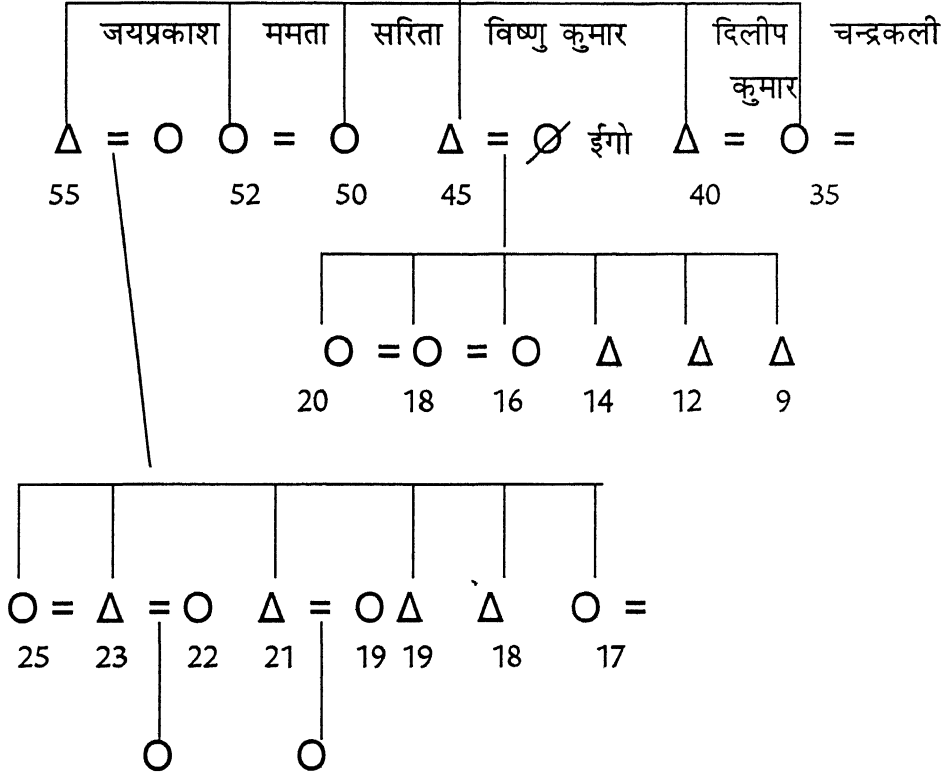 जयप्रकाश ममता सरिता विष्णु कुमार दिलीप चन्द्रकली
कुमार
Δ = O O = O Δ = Ø ईगो Δ = O =
55 52 50 45 40 35
O = O = O Δ Δ Δ
20 18 16 14 12 9
O = Δ = O Δ = O Δ Δ O =
25 23 22 21 19 19 18 17
O O